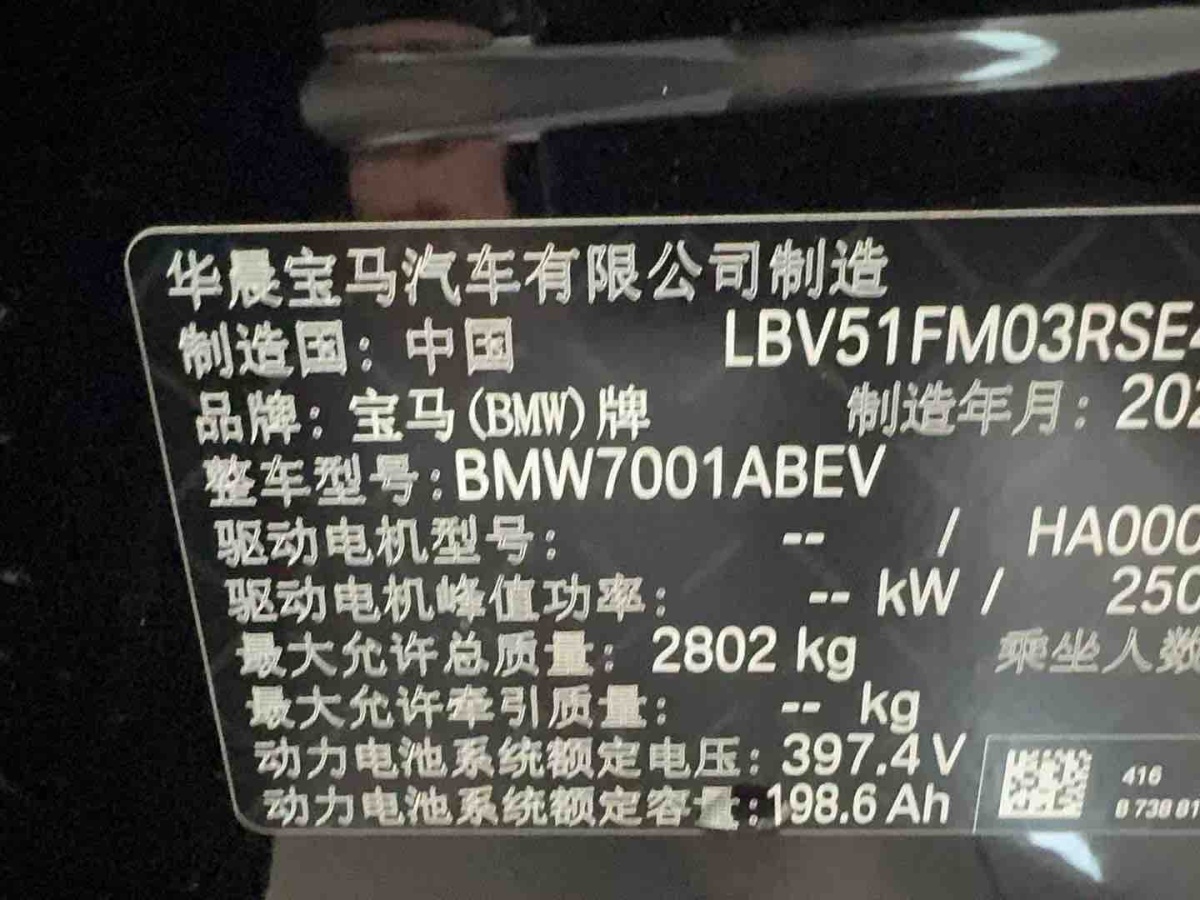 华晨宝马汽车有限公司制造
制造国：中国 LBV51FM03RSE
品牌：宝马(BMW)牌 制造年月：20
整车型号：BMW7001ABEV
驱动电机型号： -- / HA000
驱动电机峰值功率： -- kW / 250
最大允许总质量：2802 kg 乘坐人数
最大允许牵引质量： -- kg
动力电池系统额定电压：397.4 V
动力电池系统额定容量：198.6 Ah
416
8 738 87